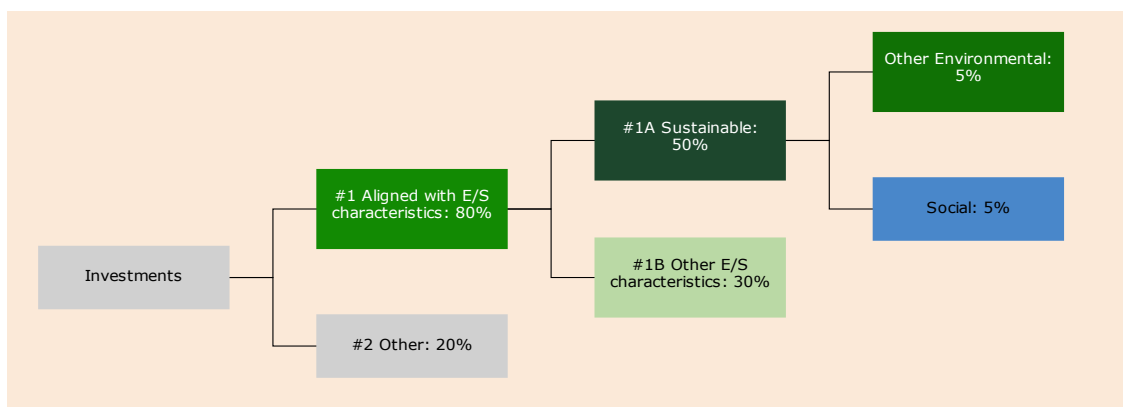 Investments
#1 Aligned with E/S
characteristics: 80%
#2 Other: 20%
#1A Sustainable:
50%
#1B Other E/S
characteristics: 30%
Other Environmental:
5%
Social: 5%